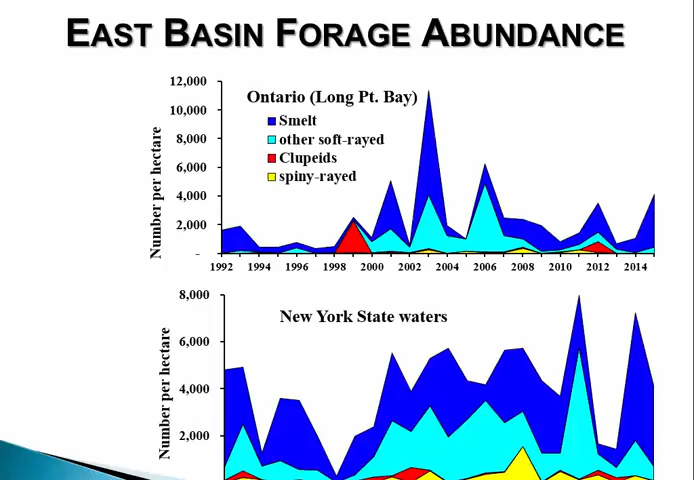 EAST BASIN FORAGE ABUNDANCE
12,000
10,000
8,000
6,000
4,000
2,000
-
Number per hectare
Ontario (Long Pt. Bay)
Smelt
other soft-rayed
Clupeids
spiny-rayed
1992 1994 1996 1998 2000 2002 2004 2006 2008 2010 2012 2014
8,000
6,000
4,000
2,000
Number per hectare
New York State waters